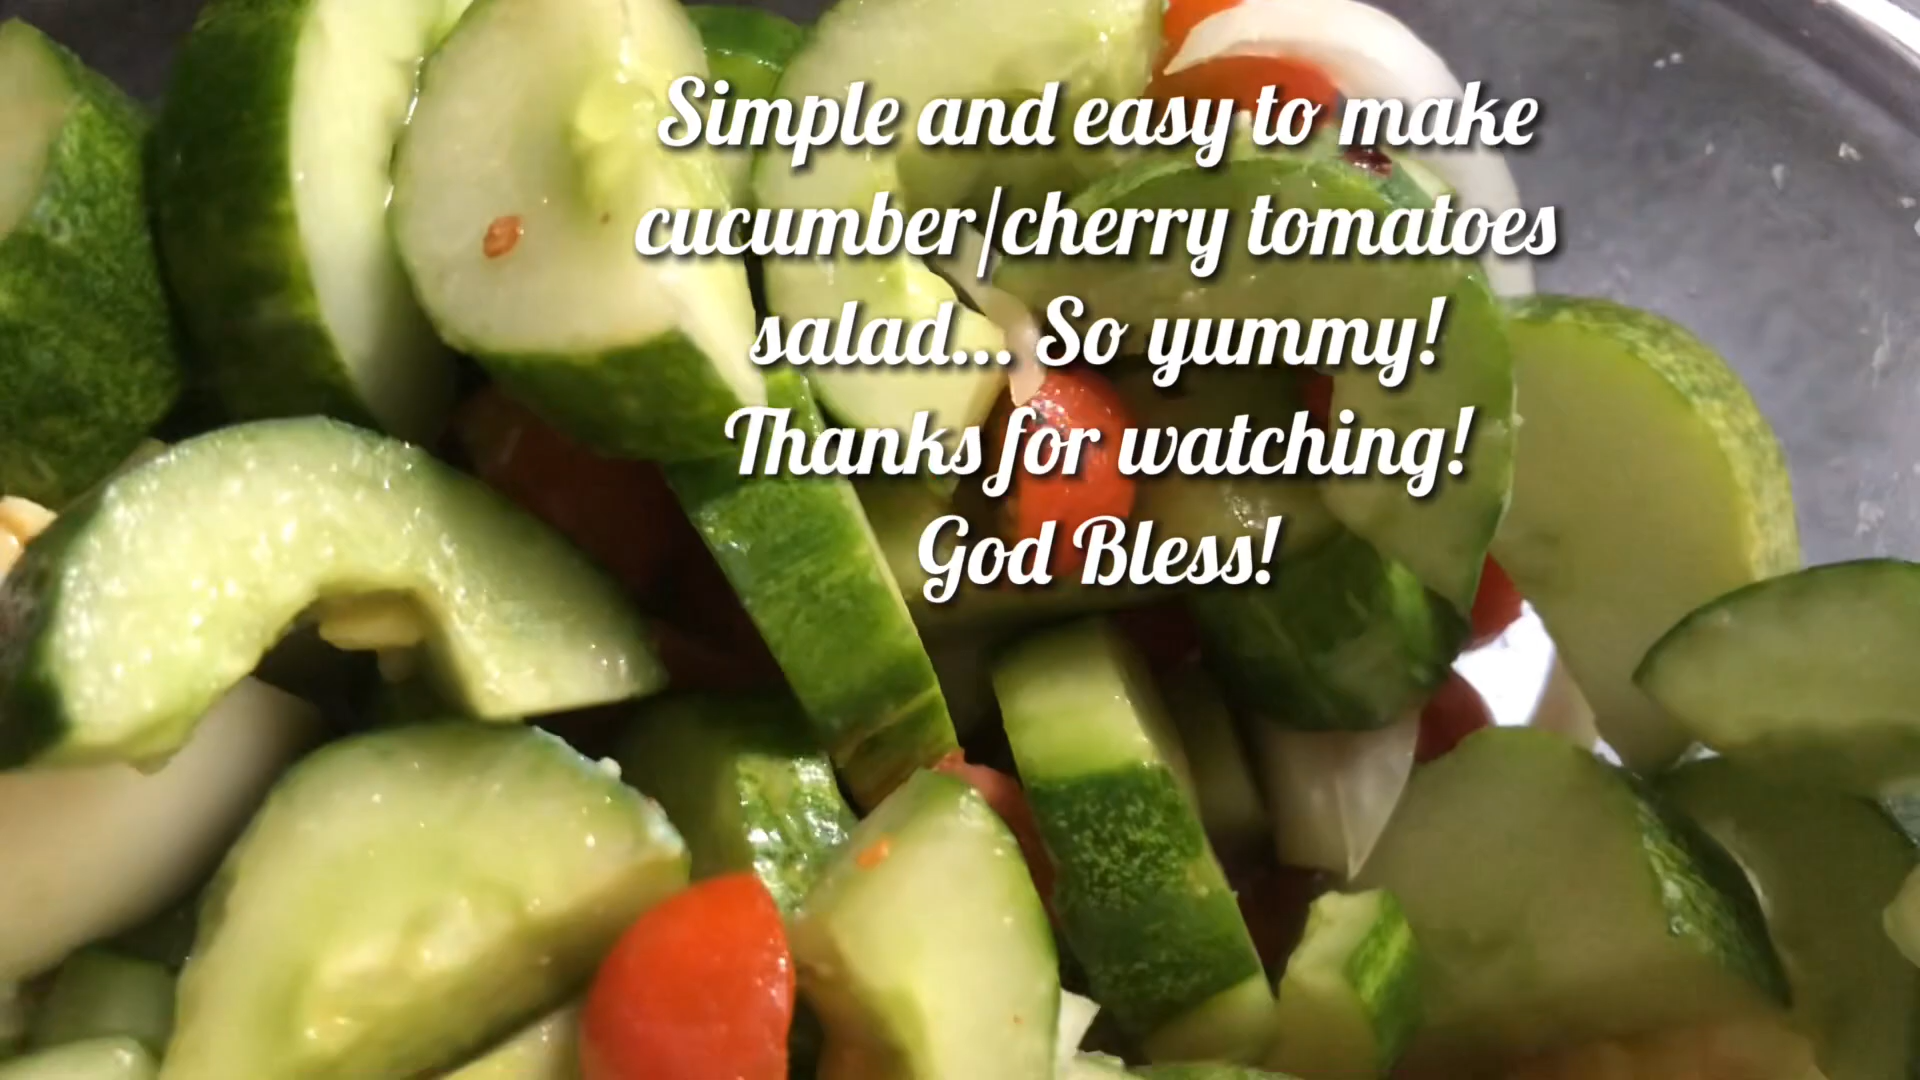 Simple and easy to make
cucumber/cherry tomatoes
salad... So yummy!
Thanks for watching!
God Bless!